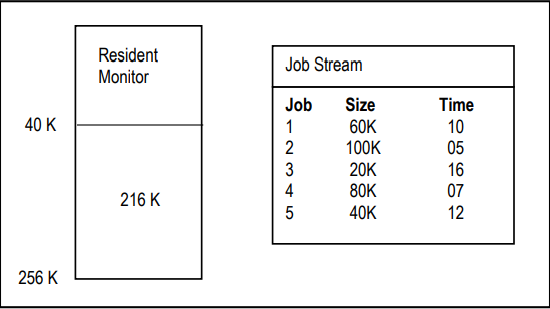 Resident
Monitor
40 K
216 K
256 K
Job Stream
Job Size Time
1 60K 10
2 100K 05
3 20K 16
4 80K 07
5 40K 12